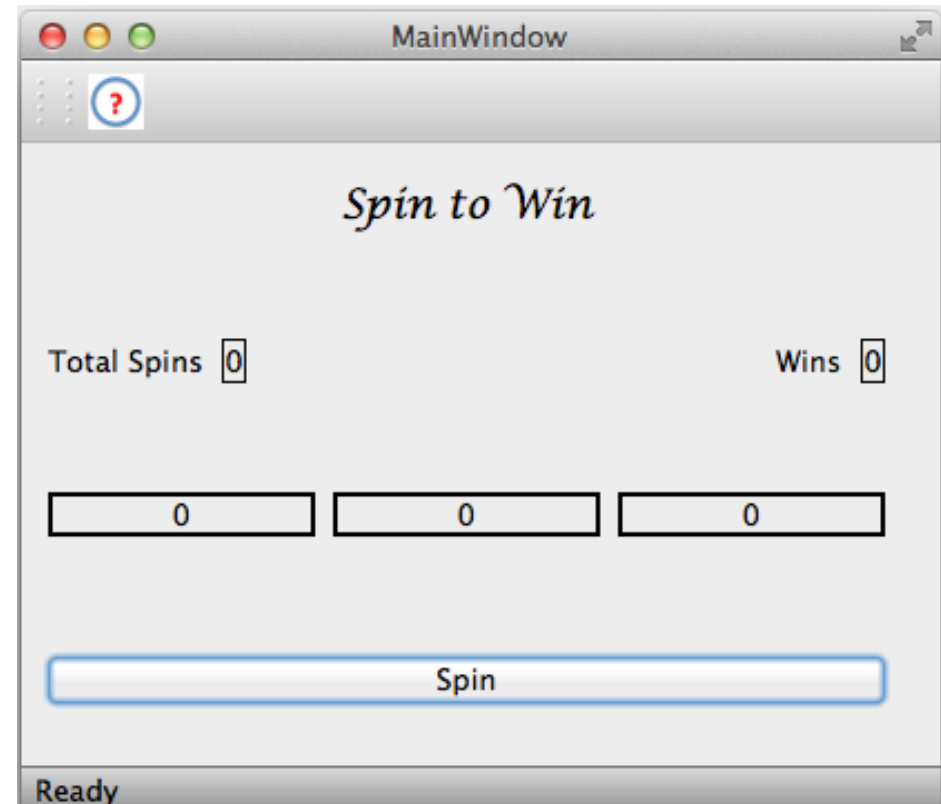 MainWindow
?
Spin to Win
Total Spins 0 Wins 0
0 0 0
Spin
Ready